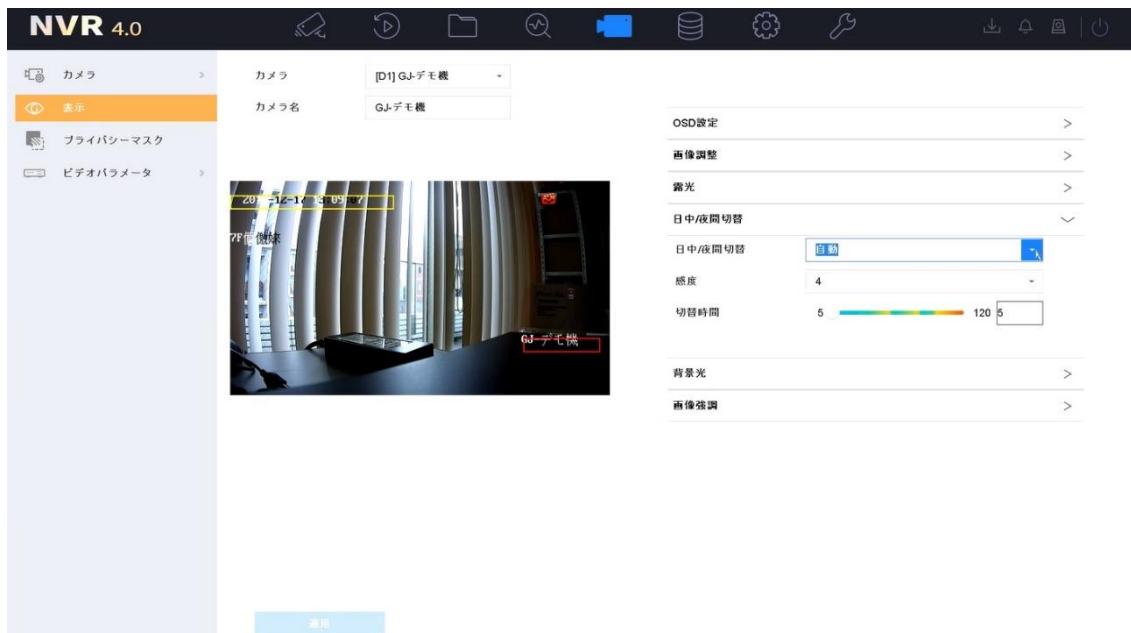 NVR 4.0
カメラ
表示
プライバシーマスク
ビデオパラメータ
カメラ [D1] GJ-デモ機
カメラ名 GJ-デモ機
13:09:07
GJ-デモ機
OSD設定
画像調整
露光
日中/夜間切替
日中/夜間切替 自動
感度 4
切替時間 5 120 5
背景光
画像強調
適用